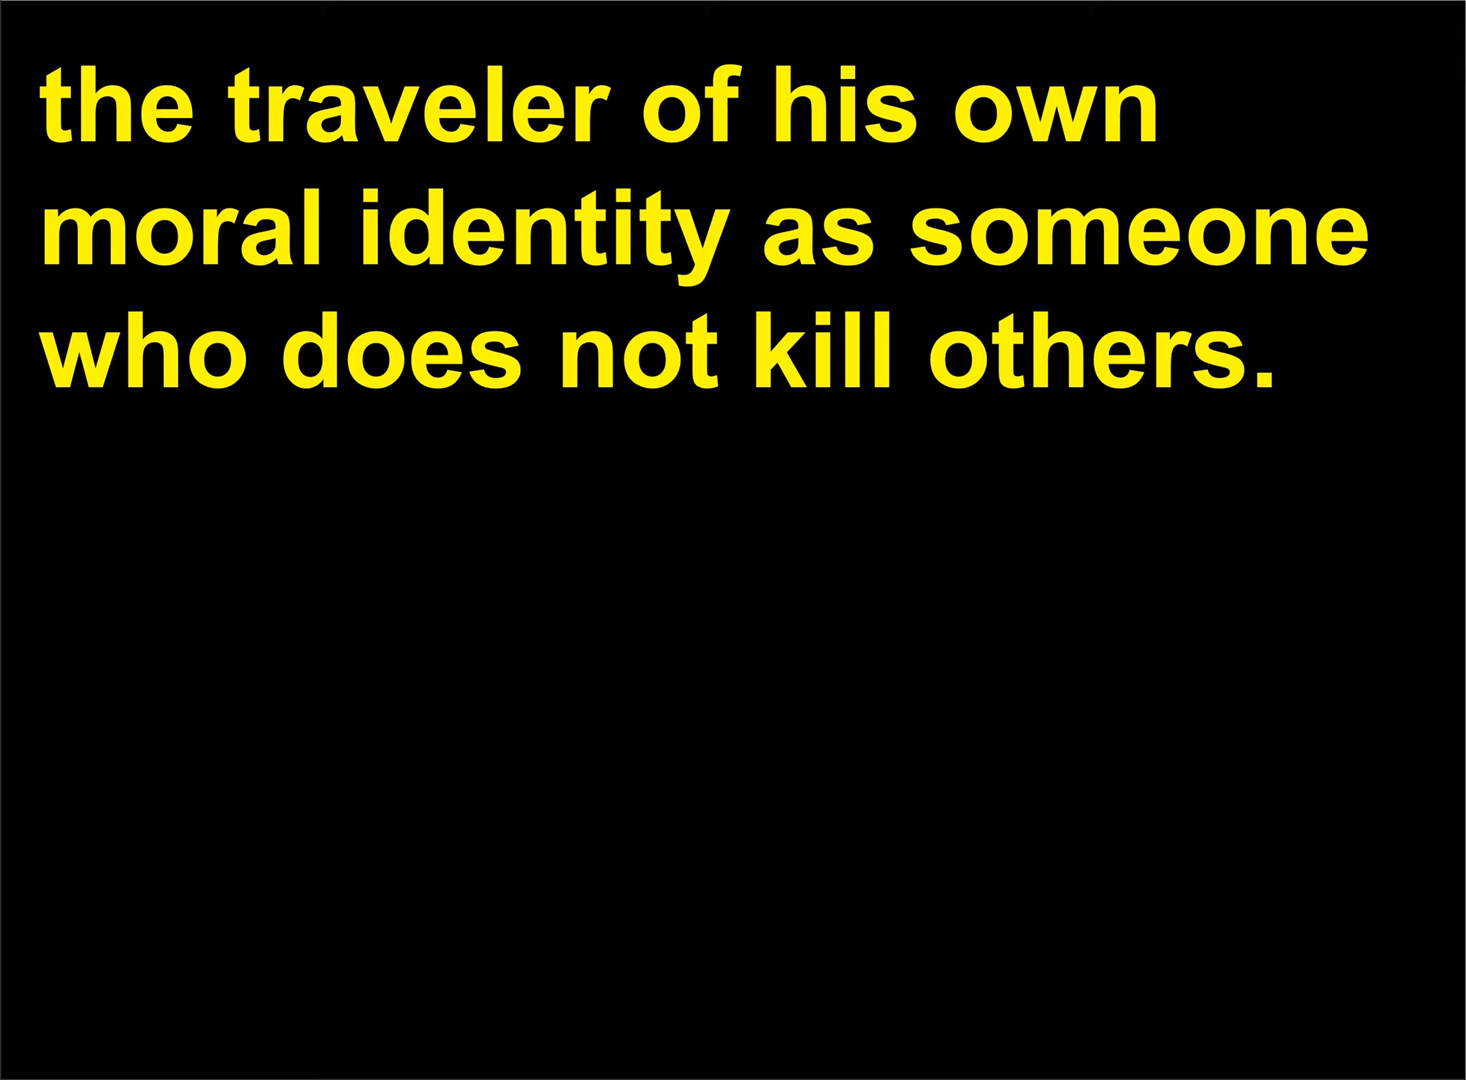 the traveler of his own
moral identity as someone
who does not kill others.